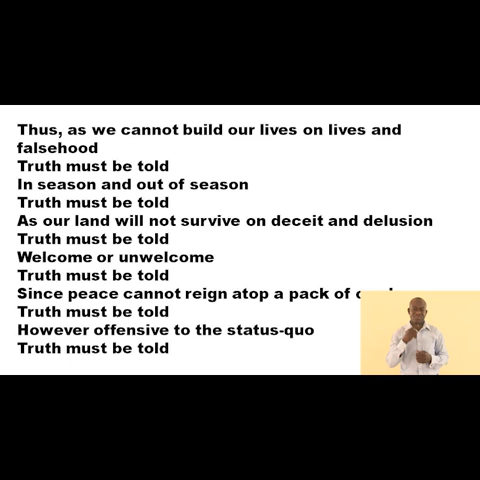 Thus, as we cannot build our lives on lives and
falsehood
Truth must be told
In season and out of season
Truth must be told
As our land will not survive on deceit and delusion
Truth must be told
Welcome or unwelcome
Truth must be told
Since peace cannot reign atop a pack of
Truth must be told
However offensive to the status-quo
Truth must be told